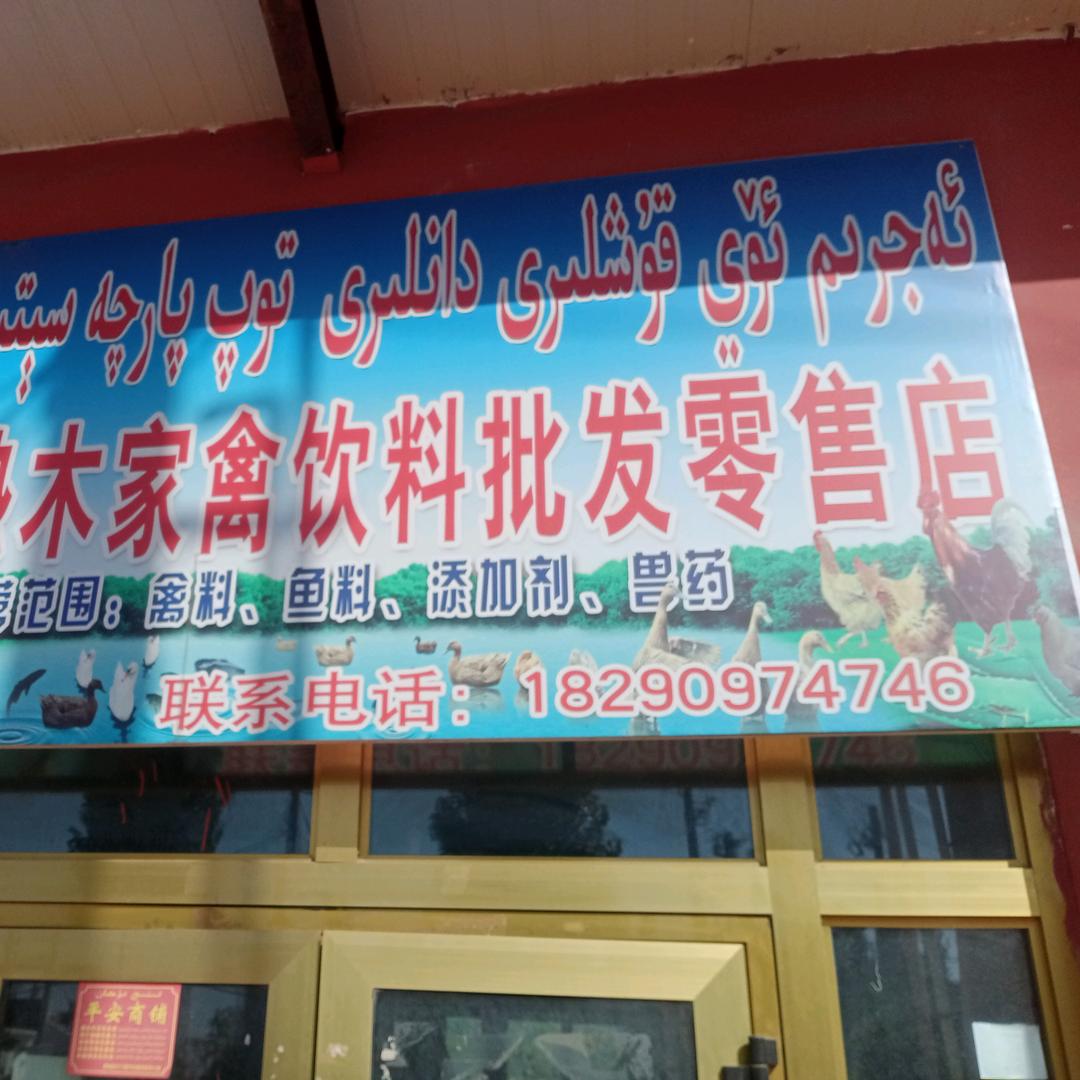 ئەجرىم ئۆي قۇشلىرى دانلىرى توپ پارچە
木家禽饮料批发零售店
营范围：禽料、鱼料、添加剂、兽药
联系电话：18290974746
平安商铺